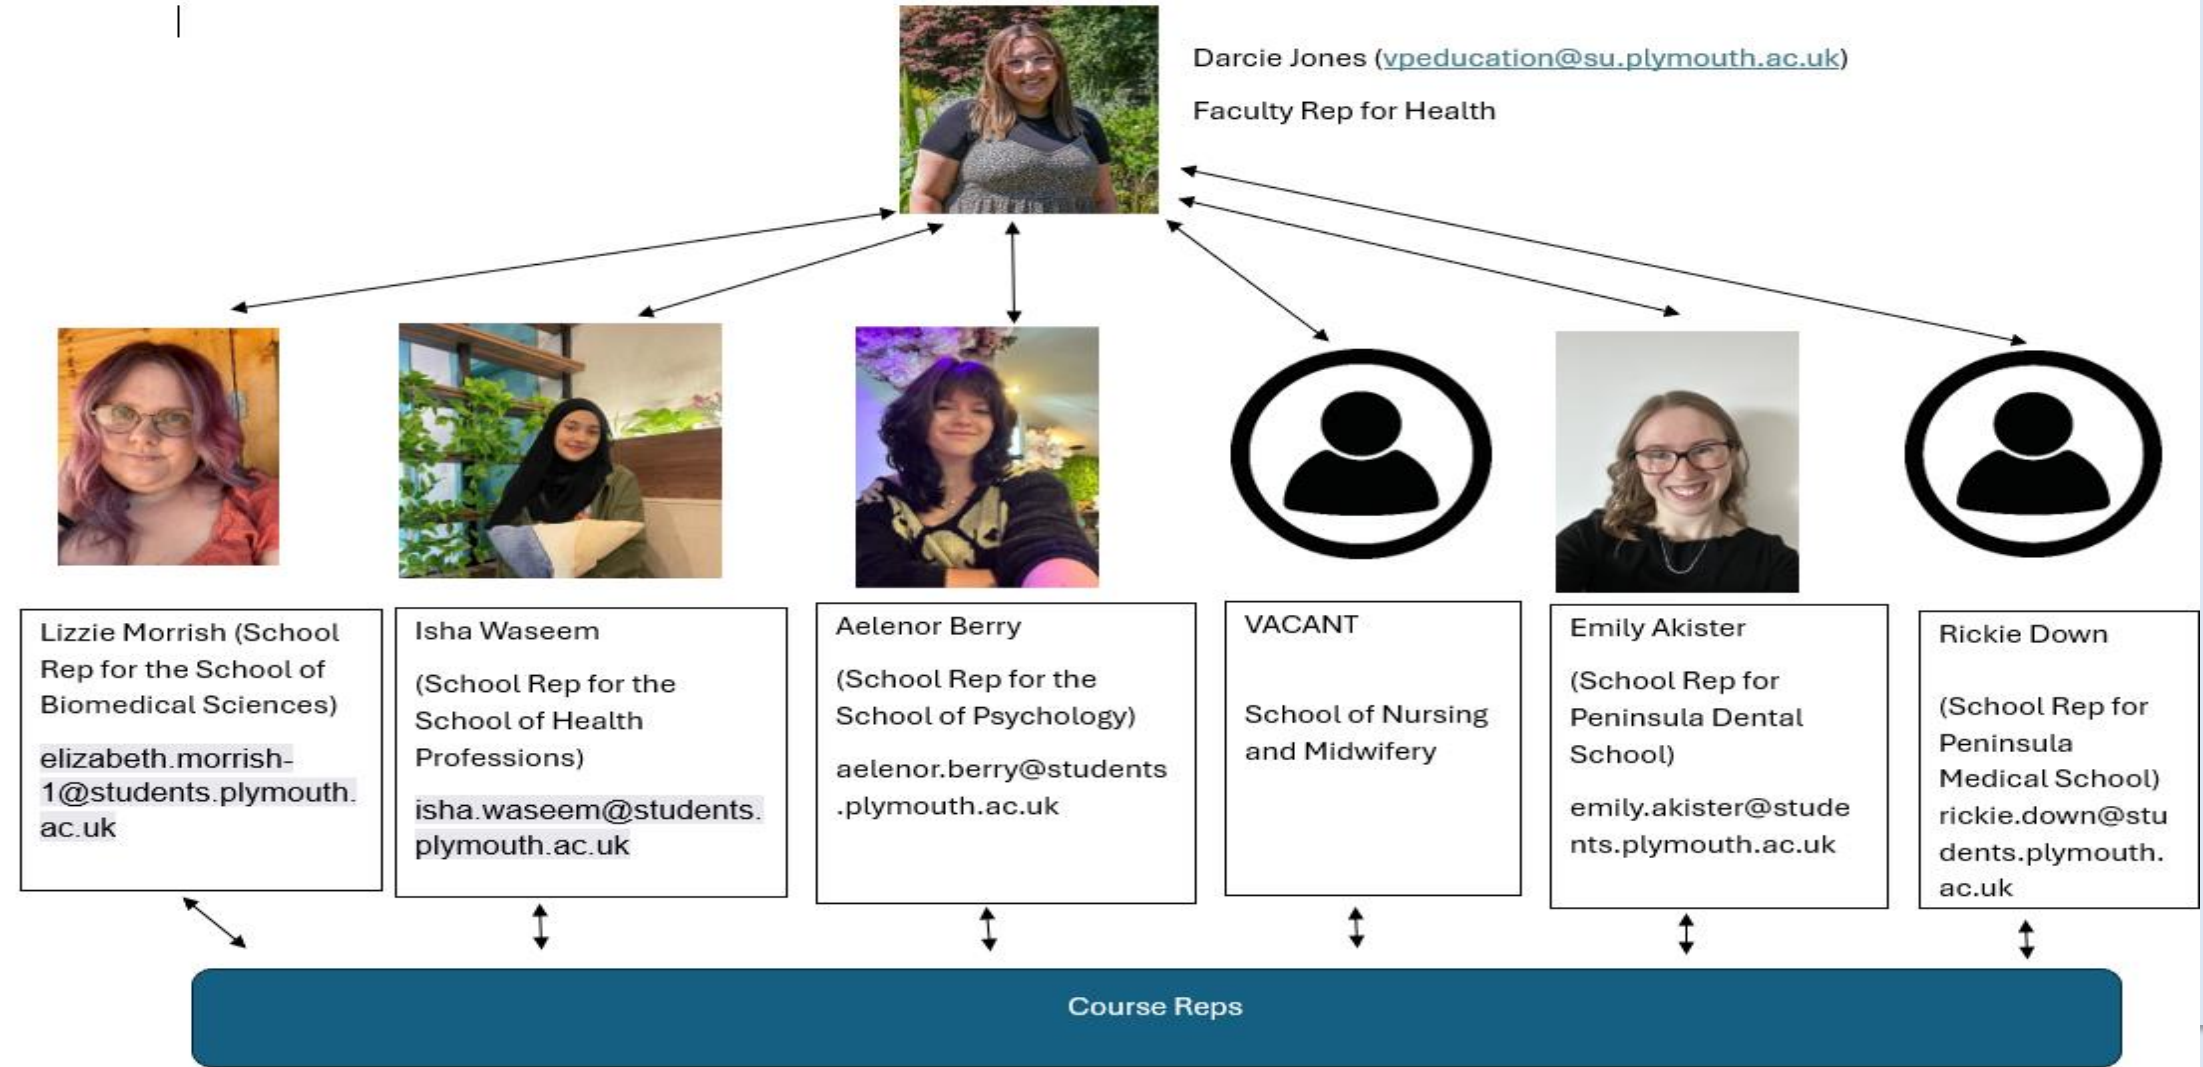 Darcie Jones (vpeducation@su.plymouth.ac.uk)
Faculty Rep for Health
Lizzie Morrish (School
Rep for the School of
Biomedical Sciences)
elizabeth.morrish-
1@students.plymouth.
ac.uk
Isha Waseem
(School Rep for the
School of Health
Professions)
isha.waseem@students.
plymouth.ac.uk
Aelenor Berry
(School Rep for the
School of Psychology)
aelenor.berry@students
.plymouth.ac.uk
VACANT
School of Nursing
and Midwifery
Emily Akister
(School Rep for
Peninsula Dental
School)
emily.akister@stude
nts.plymouth.ac.uk
Rickie Down
(School Rep for
Peninsula
Medical School)
rickie.down@stu
dents.plymouth.
ac.uk
Course Reps